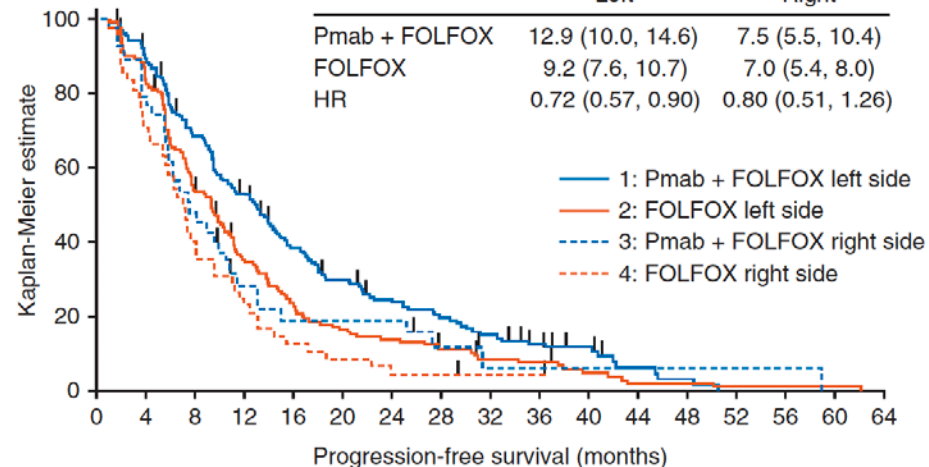 Pmab + FOLFOX 12.9 (10.0, 14.6) 7.5 (5.5, 10.4)
FOLFOX 9.2 (7.6, 10.7) 7.0 (5.4, 8.0)
HR 0.72 (0.57, 0.90) 0.80 (0.51, 1.26)
1: Pmab + FOLFOX left side
2: FOLFOX left side
3: Pmab + FOLFOX right side
4: FOLFOX right side
Kaplan-Meier estimate
100
80
60
40
20
0
0 4 8 12 16 20 24 28 32 36 40 44 48 52 56 60 64
Progression-free survival (months)